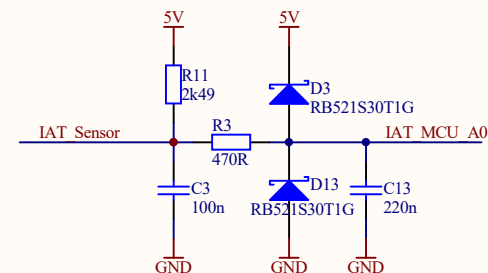 5V
5V
R11
2k49
D3
RB521S30T1G
IAT_Sensor
R3
IAT_MCU_A0
470R
C3
100n
D13
RB521S30T1G
C13
220n
GND
GND
GND